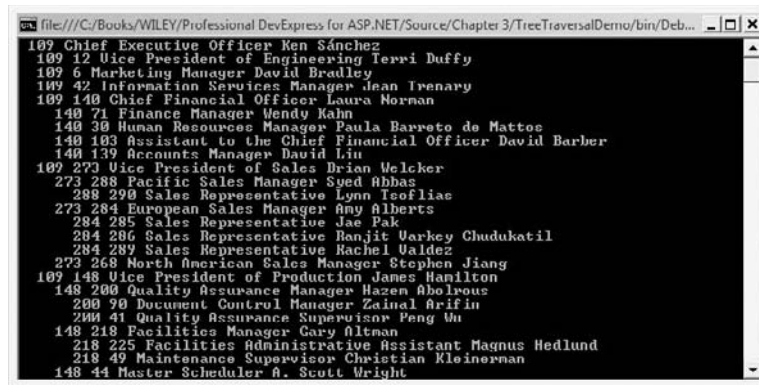 file:///C:/Books/WILEY/Professional DevExpress for ASP.NET/Source/Chapter 3/TreeTraversalDemo/bin/Deb...
109 Chief Executive Officer Ken Sánchez
109 12 Vice President of Engineering Terri Duffy
109 6 Marketing Manager David Bradley
109 42 Information Services Manager Jean Trenary
109 140 Chief Financial Officer Laura Norman
140 71 Finance Manager Wendy Kahn
140 30 Human Resources Manager Paula Barreto de Mattos
140 103 Assistant to the Chief Financial Officer David Barber
140 139 Accounts Manager David Liu
109 273 Vice President of Sales Brian Welcker
273 288 Pacific Sales Manager Syed Abbas
288 290 Sales Representative Lynn Tsoflias
273 284 European Sales Manager Amy Alberts
284 285 Sales Representative Jae Pak
284 286 Sales Representative Ranjit Varkey Chudukatil
284 289 Sales Representative Rachel Valdez
273 268 North American Sales Manager Stephen Jiang
109 148 Vice President of Production James Hamilton
148 200 Quality Assurance Manager Hazem Abolrous
200 90 Document Control Manager Zainal Arifin
200 41 Quality Assurance Supervisor Peng Wu
148 218 Facilities Manager Gary Altman
218 225 Facilities Administrative Assistant Magnus Hedlund
218 49 Maintenance Supervisor Christian Kleinerman
148 44 Master Scheduler A. Scott Wright